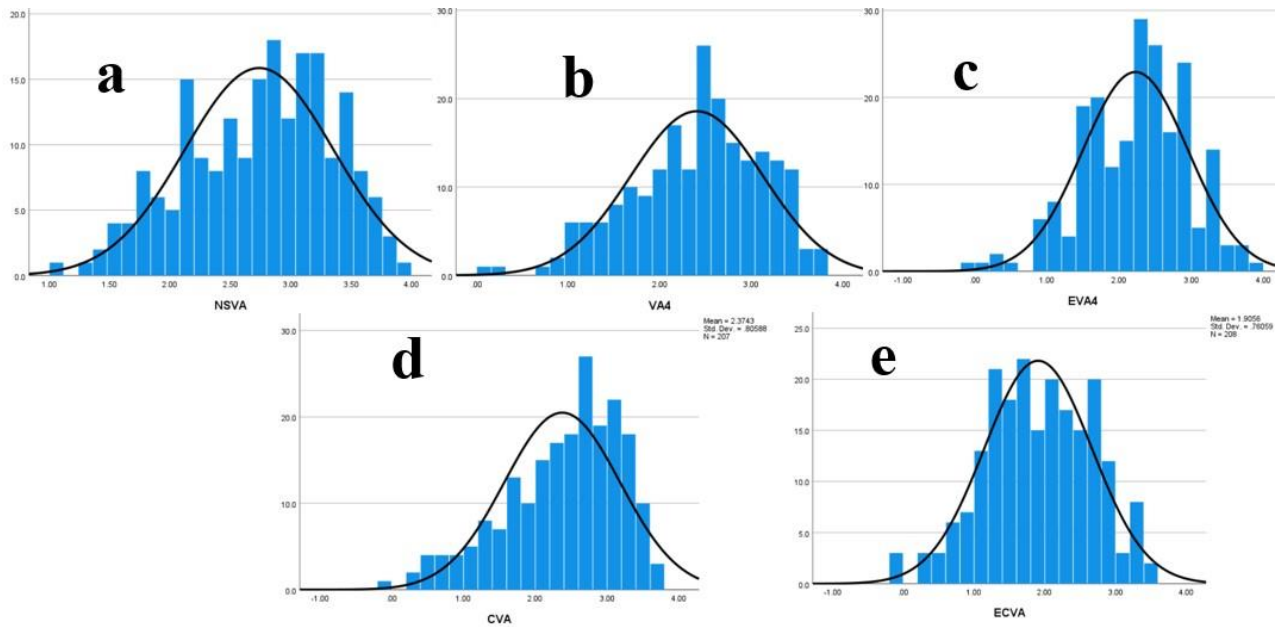 a
20.0
15.0
10.0
5.0
0.0
1.00 1.50 2.00 2.50 3.00 3.50 4.00
NSVA
b
30.0
20.0
10.0
0.0
.00 1.00 2.00 3.00 4.00
VA4
c
30.0
20.0
10.0
0.0
-1.00 .00 1.00 2.00 3.00 4.00
EVA4
d
Mean = 2.3743
Std. Dev. = .80588
N = 207
30.0
20.0
10.0
0.0
-1.00 .00 1.00 2.00 3.00 4.00
CVA
e
Mean = 1.9056
Std. Dev. = .76059
N = 208
25.0
20.0
15.0
10.0
5.0
0.0
-1.00 .00 1.00 2.00 3.00 4.00
ECVA